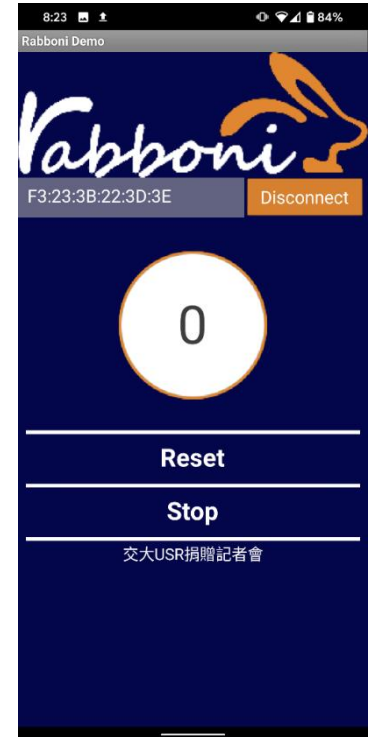 8:23 84%
Rabboni Demo
rabboni
F3:23:3B:22:3D:3E Disconnect
0
Reset
Stop
交大USR捐贈記者會